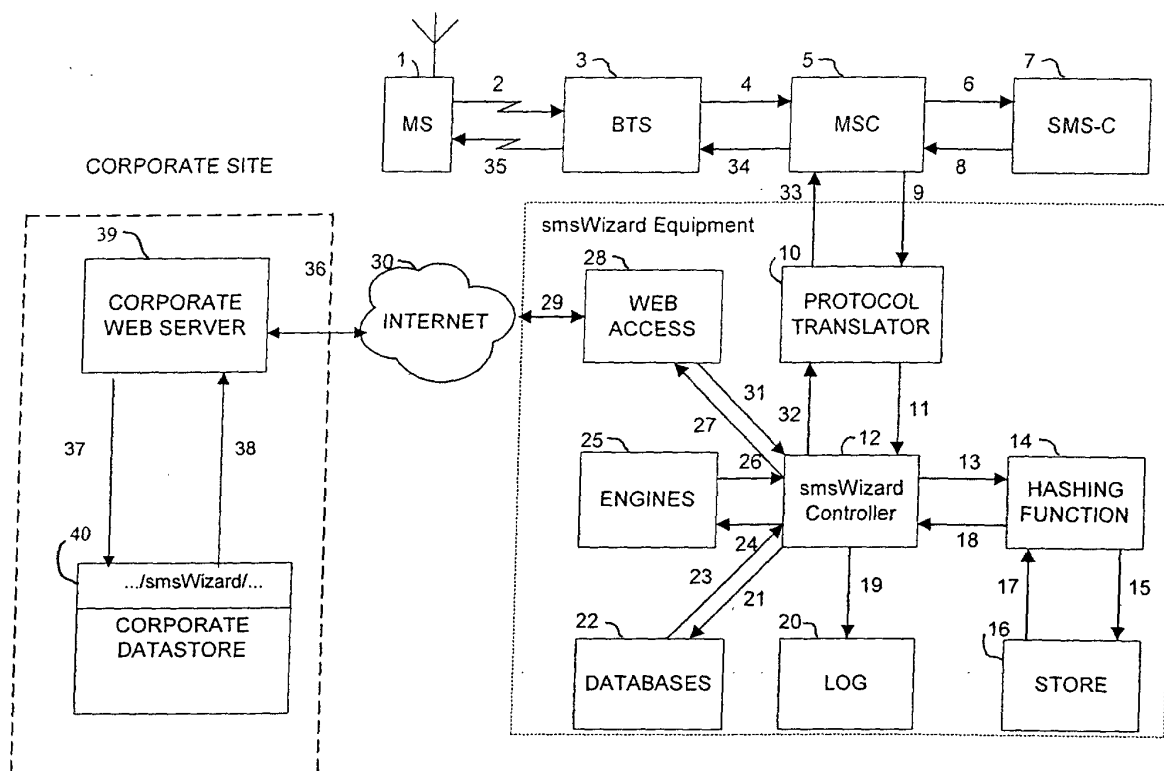 1
3
5
7
2
4
6
MS
BTS
MSC
SMS-C
35
34
8
CORPORATE SITE
33
9
smsWizard Equipment
39
36
30
28
10
CORPORATE
WEB SERVER
INTERNET
29
WEB
ACCESS
PROTOCOL
TRANSLATOR
31
37
38
27
32
11
25
12
14
26
13
ENGINES
smsWizard
Controller
HASHING
FUNCTION
24
18
40
.../smsWizard/...
23
21
19
17
15
CORPORATE
DATASTORE
22
20
16
DATABASES
LOG
STORE